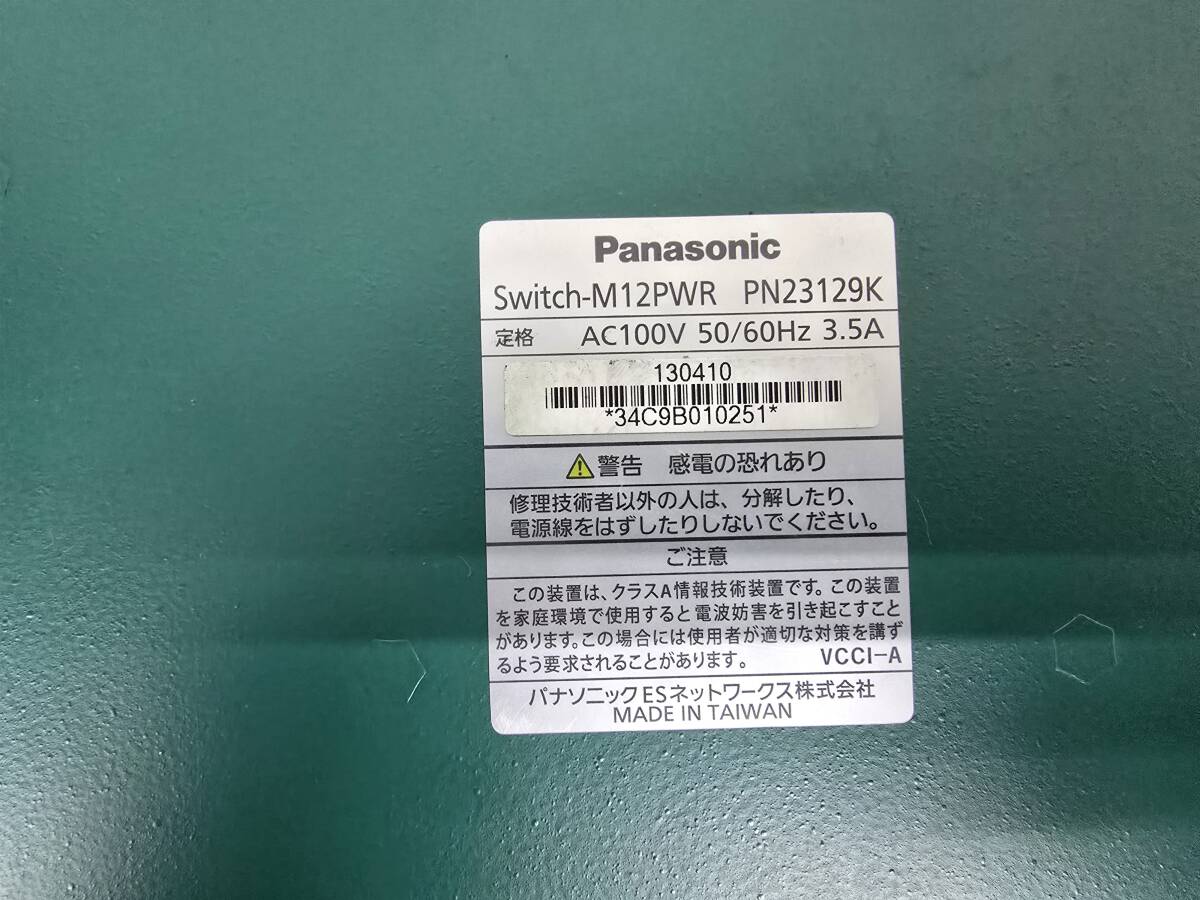 Panasonic
Switch-M12PWR PN23129K
定格 AC100V 50/60Hz 3.5A
130410
*34C9B010251*
警告 感電の恐れあり
修理技術者以外の人は、分解したり、
電源線をはずしたりしないでください。
ご注意
この装置は、クラスA情報技術装置です。この装置
を家庭環境で使用すると電波妨害を引き起こすこと
があります。この場合には使用者が適切な対策を講ず
るよう要求されることがあります。 VCCI-A
パナソニックESネットワークス株式会社
MADE IN TAIWAN